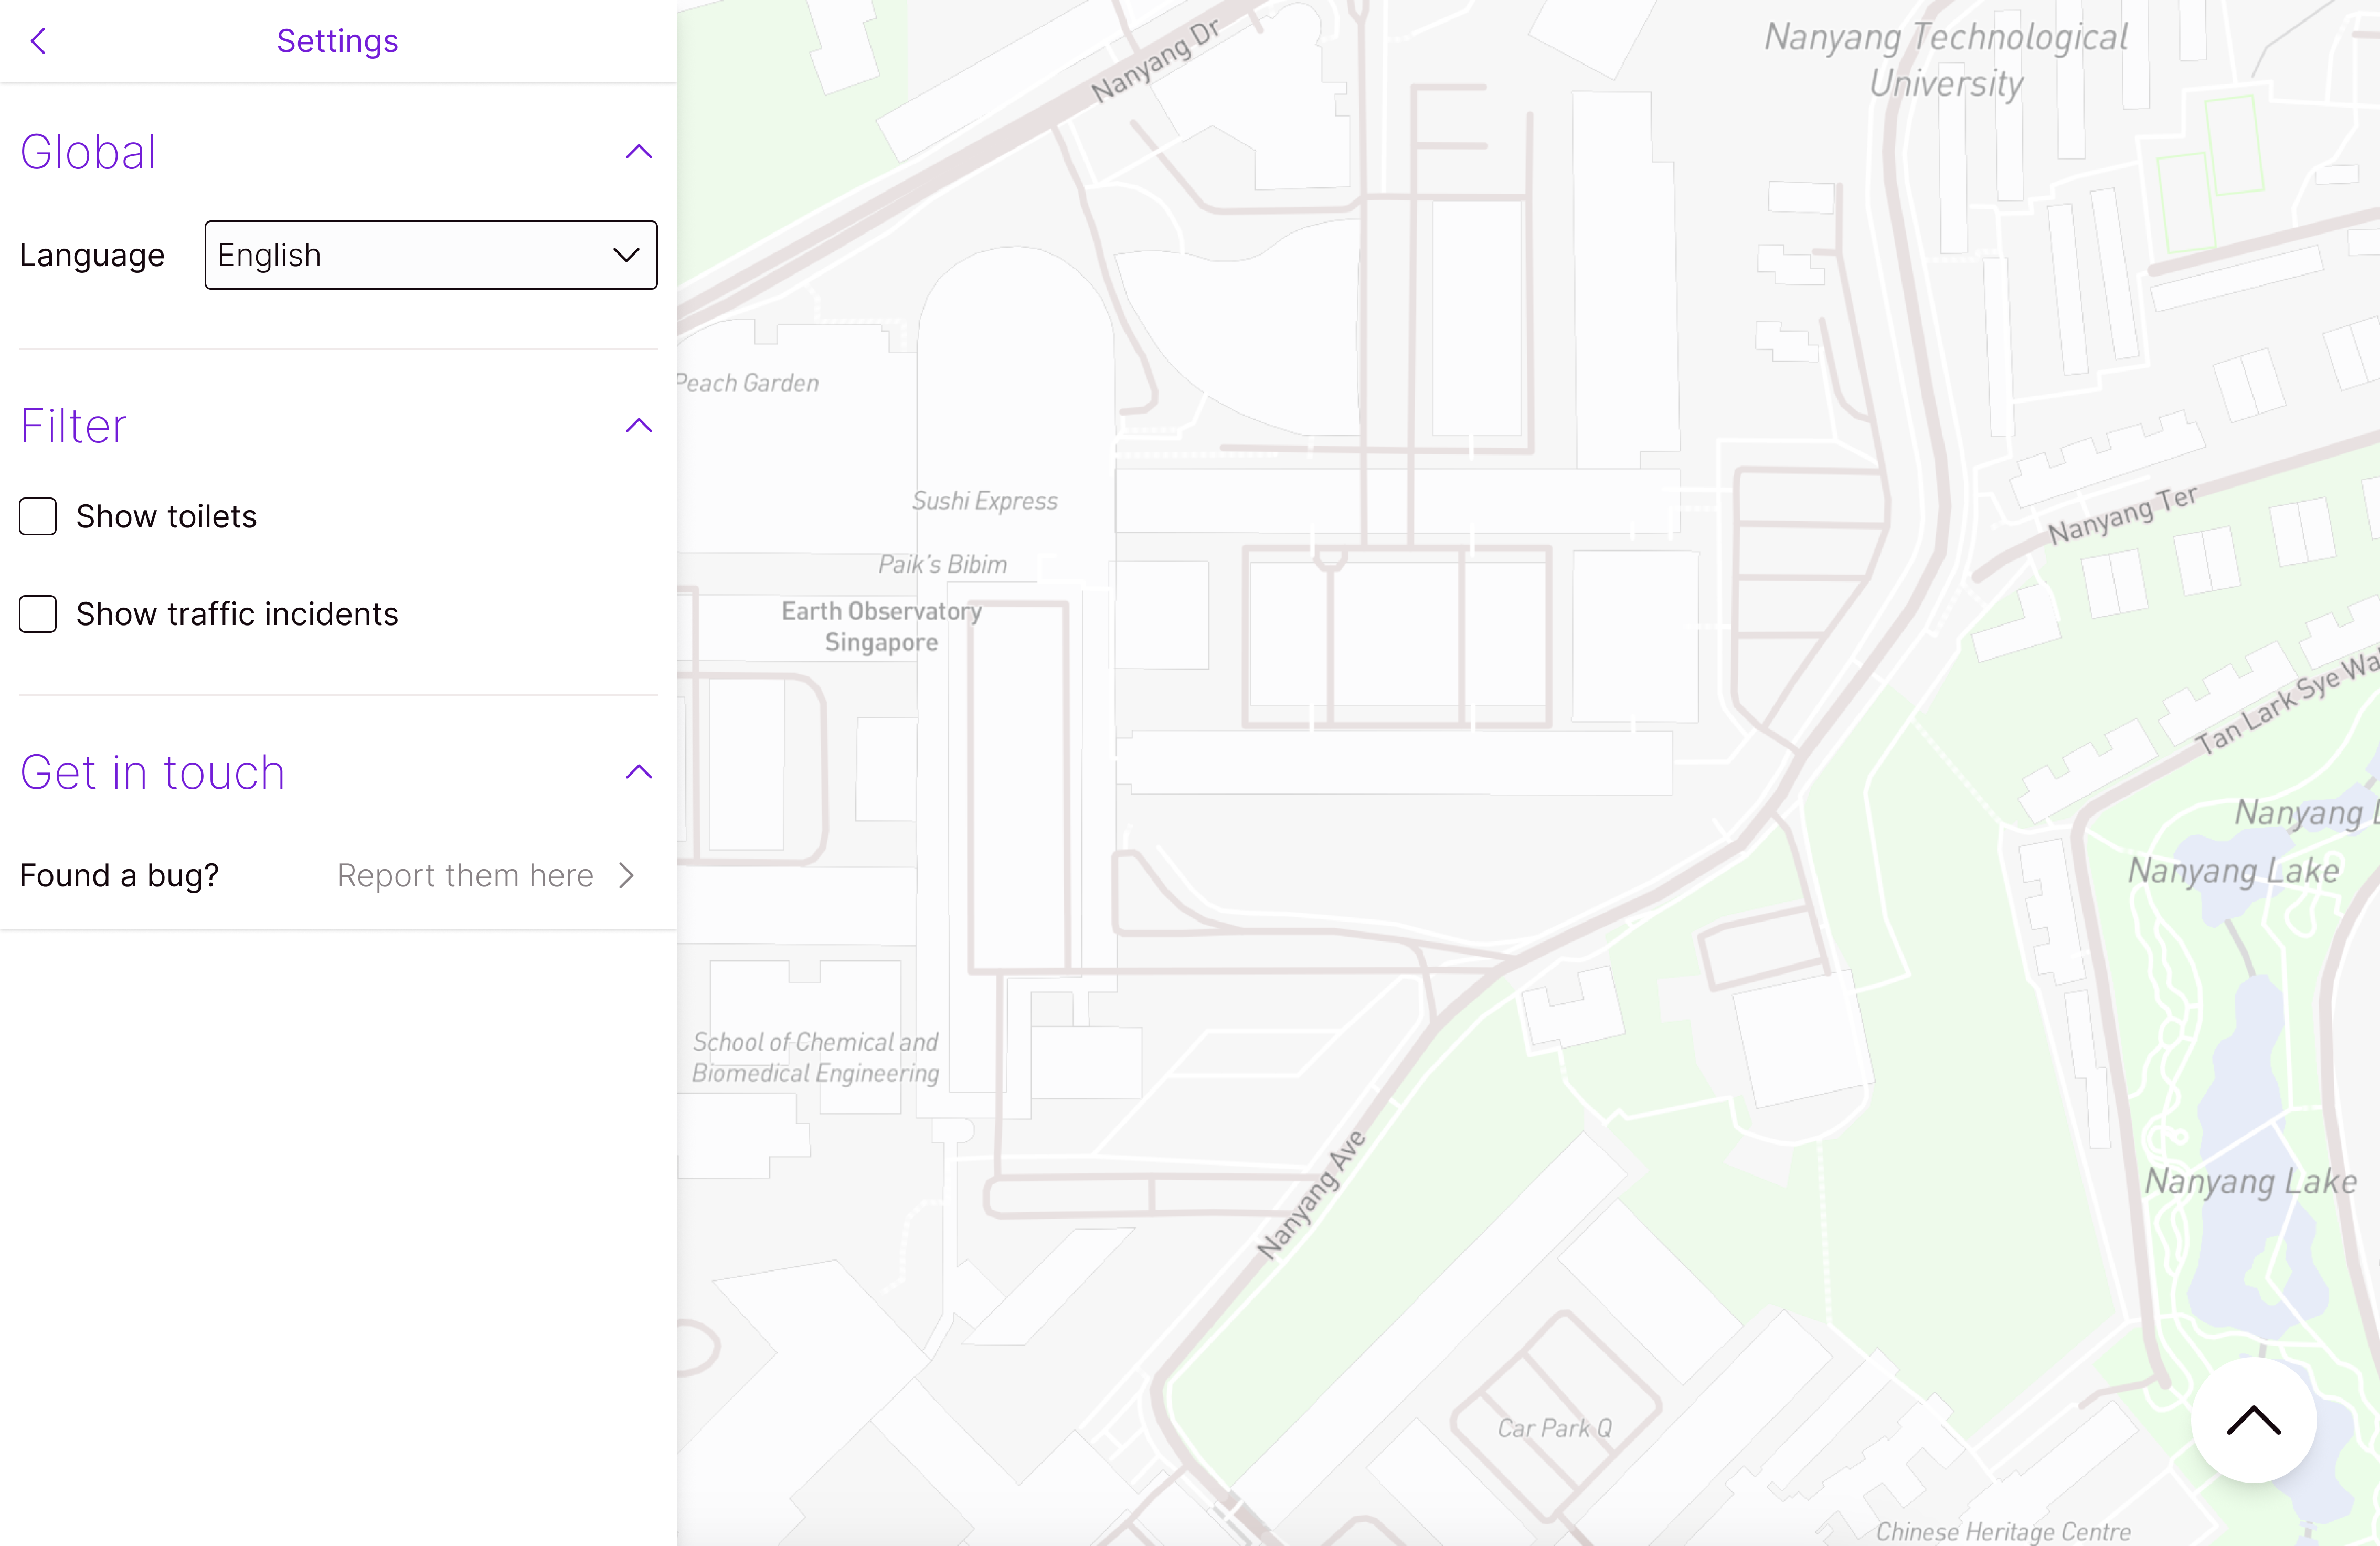 Settings
Global
Language
English
Filter
Show toilets
Show traffic incidents
Get in touch
Found a bug?
Report them here
Nanyang Dr
Nanyang Technological
University
Peach Garden
Sushi Express
Paik's Bibim
Earth Observatory
Singapore
Nanyang Ter
Tan Lark Sye Wa
Nanyang L
Nanyang Lake
School of Chemical and
Biomedical Engineering
Nanyang Ave
Nanyang Lake
Car Park Q
Chinese Heritage Centre